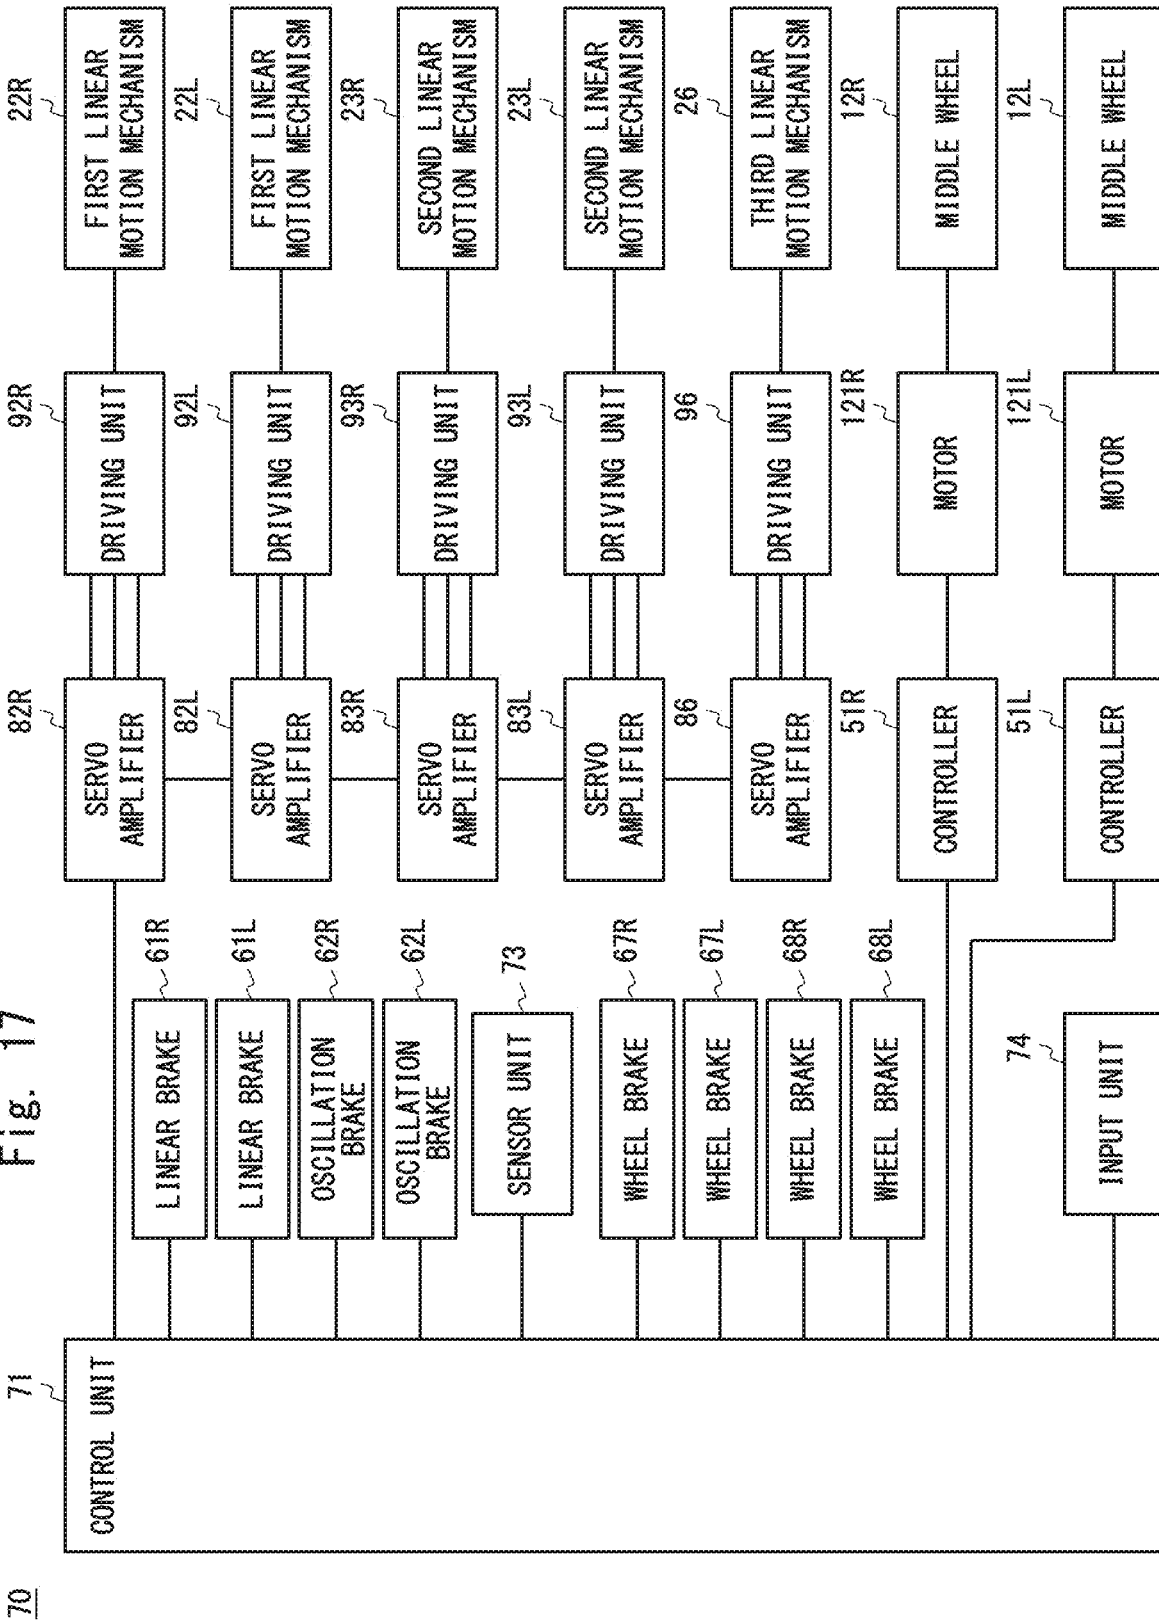 Fig. 17
70
71
CONTROL UNIT
61R
LINEAR BRAKE
61L
LINEAR BRAKE
62R
OSCILLATION
BRAKE
62L
OSCILLATION
BRAKE
73
SENSOR UNIT
67R
WHEEL BRAKE
67L
WHEEL BRAKE
68R
WHEEL BRAKE
68L
WHEEL BRAKE
74
INPUT UNIT
82R
SERVO
AMPLIFIER
92R
DRIVING UNIT
22R
FIRST LINEAR
MOTION MECHANISM
82L
SERVO
AMPLIFIER
92L
DRIVING UNIT
22L
FIRST LINEAR
MOTION MECHANISM
83R
SERVO
AMPLIFIER
93R
DRIVING UNIT
23R
SECOND LINEAR
MOTION MECHANISM
83L
SERVO
AMPLIFIER
93L
DRIVING UNIT
23L
SECOND LINEAR
MOTION MECHANISM
86
SERVO
AMPLIFIER
96
DRIVING UNIT
26
THIRD LINEAR
MOTION MECHANISM
51R
CONTROLLER
121R
MOTOR
12R
MIDDLE WHEEL
51L
CONTROLLER
121L
MOTOR
12L
MIDDLE WHEEL